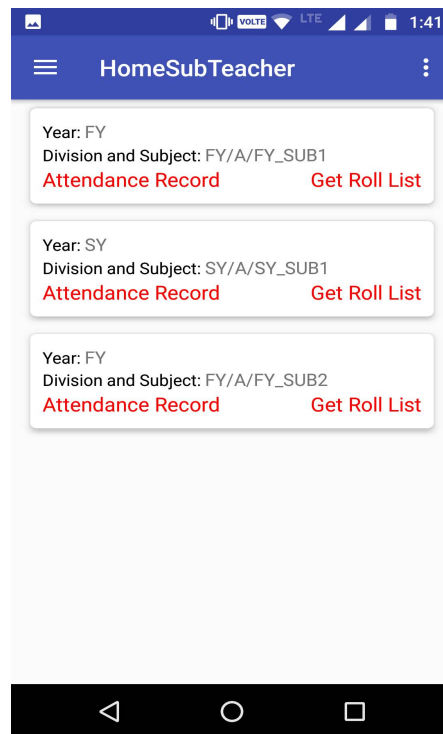 VOLTE LTE 1:41
HomeSubTeacher
Year: FY
Division and Subject: FY/A/FY_SUB1
Attendance Record Get Roll List
Year: SY
Division and Subject: SY/A/SY_SUB1
Attendance Record Get Roll List
Year: FY
Division and Subject: FY/A/FY_SUB2
Attendance Record Get Roll List